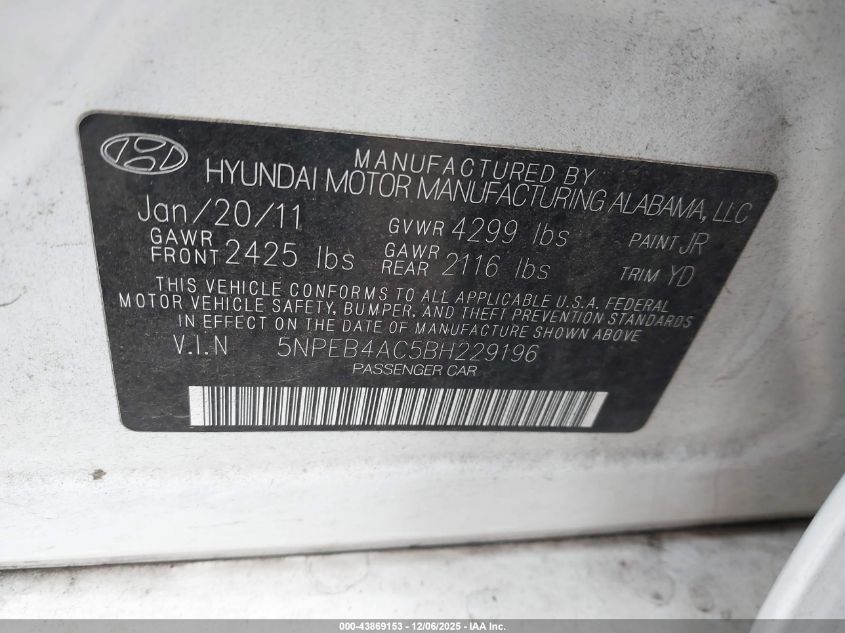 MANUFACTURED BY
HYUNDAI MOTOR MANUFACTURING ALABAMA, LLC
Jan/20/11 GVWR 4299 lbs PAINT JR
GAWR FRONT 2425 lbs GAWR REAR 2116 lbs TRIM YD
THIS VEHICLE CONFORMS TO ALL APPLICABLE U.S.A. FEDERAL
MOTOR VEHICLE SAFETY, BUMPER, AND THEFT PREVENTION STANDARDS
IN EFFECT ON THE DATE OF MANUFACTURE SHOWN ABOVE
V.I.N 5NPEB4AC5BH229196
PASSENGER CAR
000-43869153 - 12/06/2025 - IAA Inc.